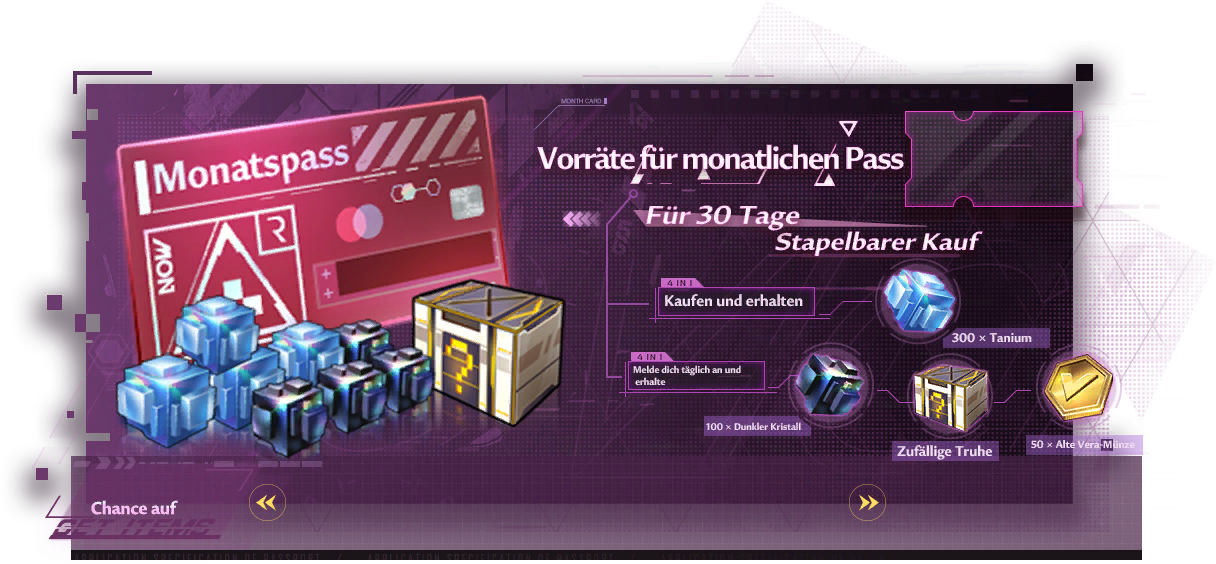 MONTH CARD
Monatspass
NOW
R
Vorräte für monatlichen Pass
Für 30 Tage
Stapelbarer Kauf
4 IN 1
Kaufen und erhalten
300 × Tanium
4 IN 1
Melde dich täglich an und
erhalte
100 × Dunkler Kristall
Zufällige Truhe
50 × Alte Vera-Münze
Chance auf
GET ITEMS
APPLICATION SPECIFICATION OF PASSPORT / APPLICATION SPECIFICATION OF PASSPORT /